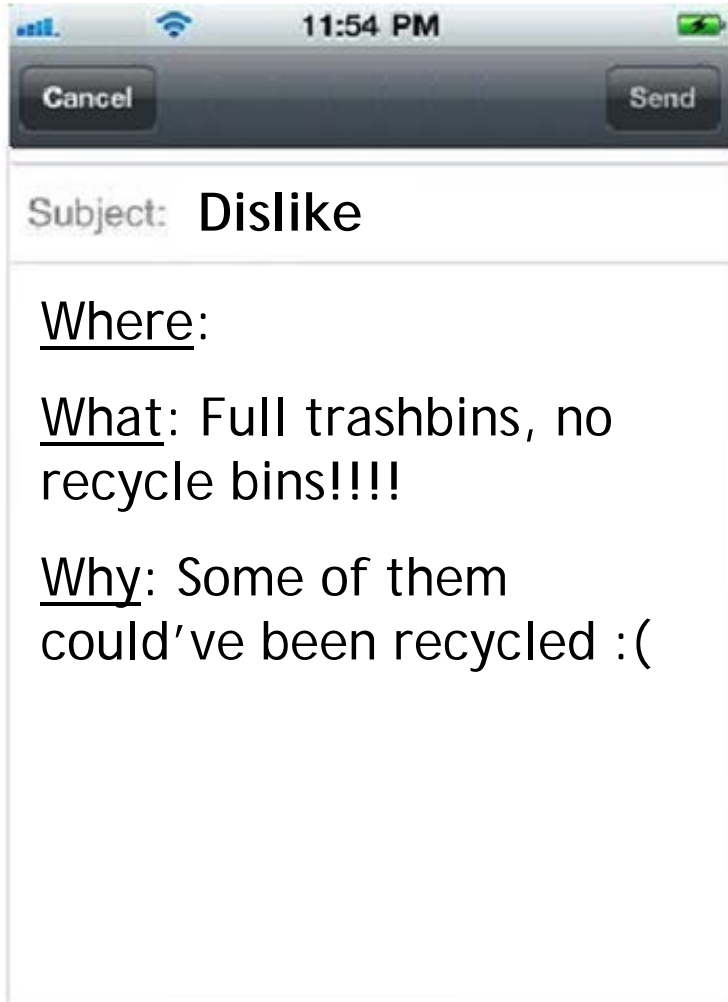 11:54 PM
Cancel
Send
Subject: Dislike
Where:
What: Full trashbins, no
recycle bins!!!!
Why: Some of them
could’ve been recycled :(